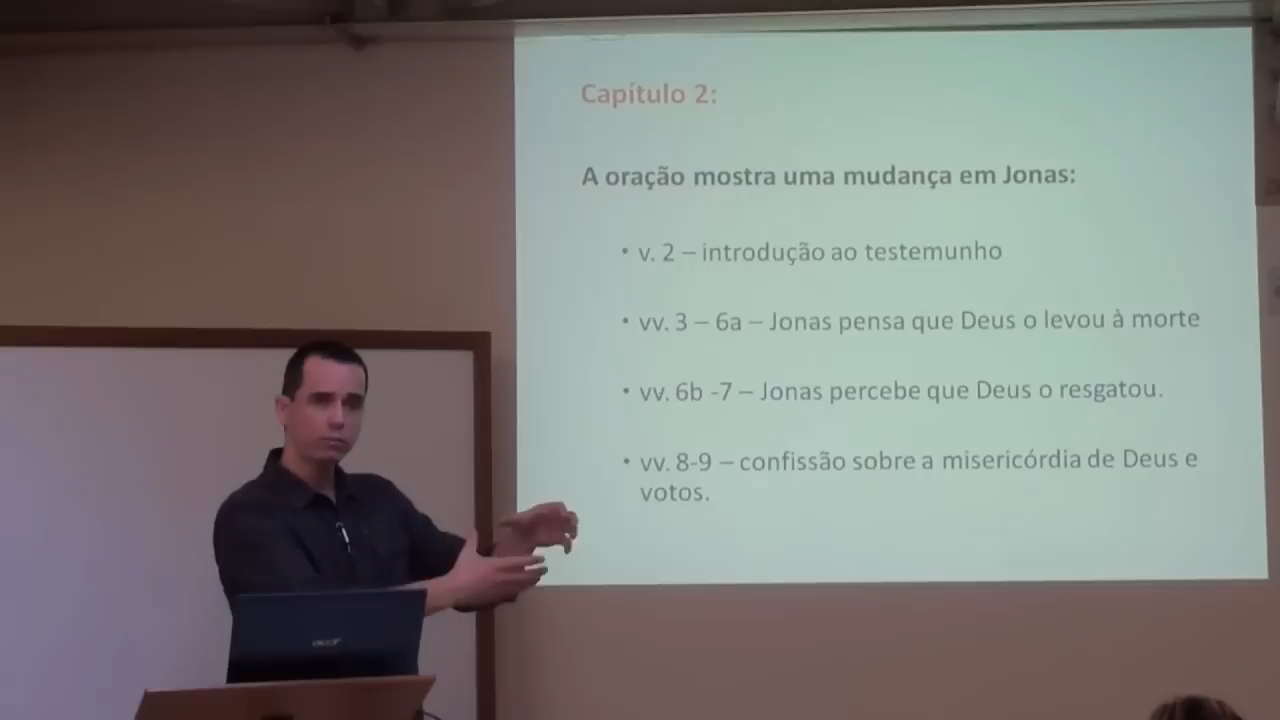 Capítulo 2:
A oração mostra uma mudança em Jonas:
• v. 2 – introdução ao testemunho
• vv. 3 – 6a – Jonas pensa que Deus o levou à morte
• vv. 6b -7 – Jonas percebe que Deus o resgatou.
• vv. 8-9 – confissão sobre a misericórdia de Deus e
votos.
acer